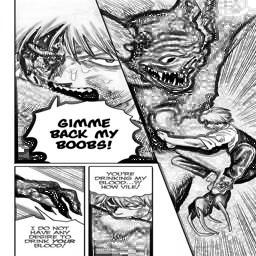 GIMME
BACK MY
BOOBS!
YOU'RE
DRINKING MY
BLOOD...?!
HOW VILE!
I DO NOT
HAVE ANY
DESIRE TO
DRINK YOUR
BLOOD!